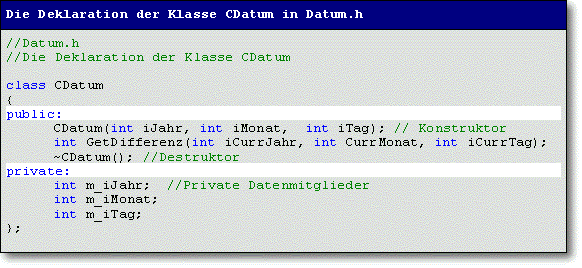 Die Deklaration der Klasse CDatum in Datum.h
//Datum.h
//Die Deklaration der Klasse CDatum
class CDatum
{
public:
CDatum(int iJahr, int iMonat, int iTag); // Konstruktor
int GetDifferenz(int iCurrJahr, int CurrMonat, int iCurrTag);
~CDatum(); //Destruktor
private:
int m_iJahr; //Private Datenmitglieder
int m_iMonat;
int m_iTag;
};